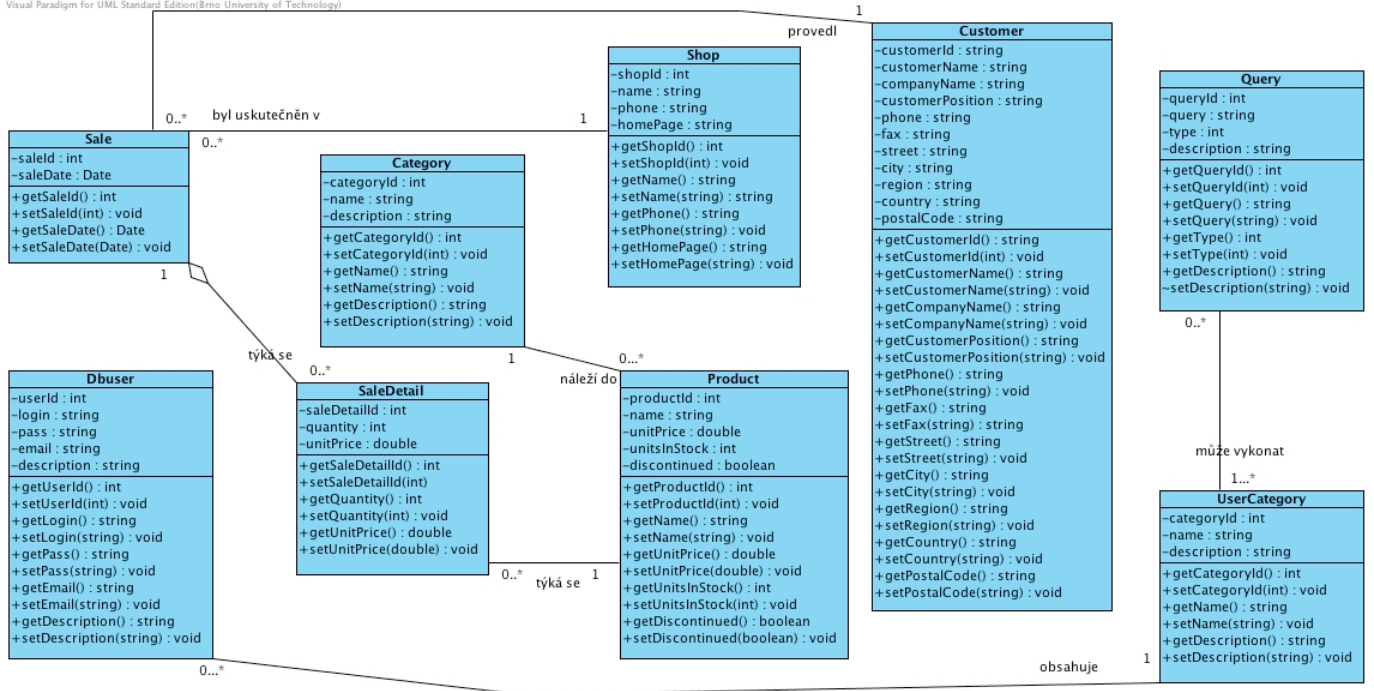 Visual Paradigm for UML Standard Edition(Brno University of Technology)
1
provedl
0..*
byl uskutečněn v
1
0..*
Sale
-saleId : int
-saleDate : Date
+getSaleId() : int
+setSaleId(int) : void
+getSaleDate() : Date
+setSaleDate(Date) : void
1
Category
-categoryId : int
-name : string
-description : string
+getCategoryId() : int
+setCategoryId(int) : void
+getName() : string
+setName(string) : void
+getDescription() : string
+setDescription(string) : void
1
0...*
náleží do
Shop
-shopId : int
-name : string
-phone : string
-homePage : string
+getShopId() : int
+setShopId(int) : void
+getName() : string
+setName(string) : string
+getPhone() : string
+setPhone(string) : void
+getHomePage() : string
+setHomePage(string) : void
Customer
-customerId : string
-customerName : string
-companyName : string
-customerPosition : string
-phone : string
-fax : string
-street : string
-city : string
-region : string
-country : string
-postalCode : string
+getCustomerId() : string
+setCustomerId(int) : void
+getCustomerName() : string
+setCustomerName(string) : void
+getCompanyName() : string
+setCompanyName(string) : void
+getCustomerPosition() : string
+setCustomerPosition(string) : void
+getPhone() : string
+setPhone(string) : void
+getFax() : string
+setFax(string) : void
+getStreet() : string
+setStreet(string) : void
+getCity() : string
+setCity(string) : void
+getRegion() : string
+setRegion(string) : void
+getCountry() : string
+setCountry(string) : void
+getPostalCode() : string
+setPostalCode(string) : void
Query
-queryId : int
-query : string
-type : int
-description : string
+getQueryId() : int
+setQueryId(int) : void
+getQuery() : string
+setQuery(string) : void
+getType() : int
+setType(int) : void
+getDescription() : string
~setDescription(string) : void
0..*
může vykonat
1...*
týká se
0..*
Dbuser
-userId : int
-login : string
-pass : string
-email : string
-description : string
+getUserId() : int
+setUserId(int) : void
+getLogin() : string
+setLogin(string) : void
+getPass() : string
+setPass(string) : void
+getEmail() : string
+setEmail(string) : void
+getDescription() : string
+setDescription(string) : void
0...*
SaleDetail
-saleDetailId : int
-quantity : int
-unitPrice : double
+getSaleDetailId() : int
+setSaleDetailId(int)
+getQuantity() : int
+setQuantity(int) : void
+getUnitPrice() : double
+setUnitPrice(double) : void
0..*
týká se
1
Product
-productId : int
-name : string
-unitPrice : double
-unitsInStock : int
-discontinued : boolean
+getProductId() : int
+setProductId(int) : void
+getName() : string
+setName(string) : void
+getUnitPrice() : double
+setUnitPrice(double) : void
+getUnitsInStock() : int
+setUnitsInStock(int) : void
+getDiscontinued() : boolean
+setDiscontinued(boolean) : void
UserCategory
-categoryId : int
-name : string
-description : string
+getCategoryId() : int
+setCategoryId(int) : void
+getName() : string
+setName(string) : void
+getDescription() : string
+setDescription(string) : void
obsahuje
1